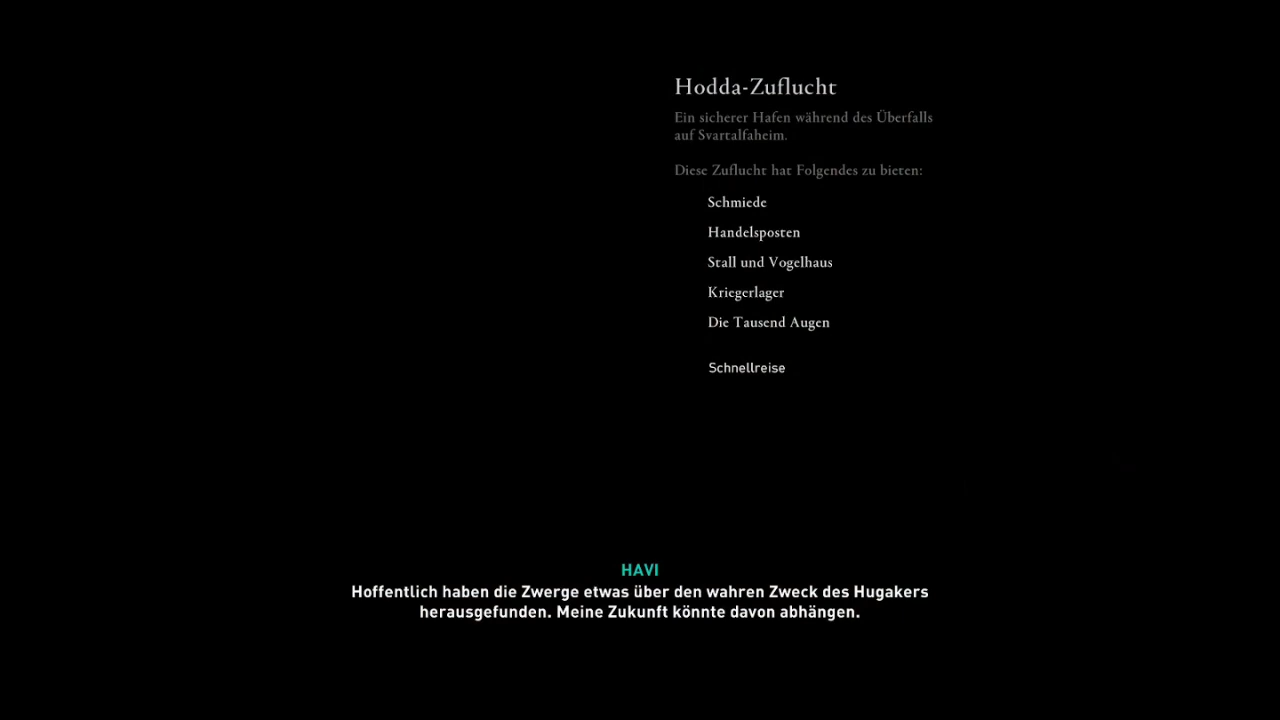 Hodda-Zuflucht
Ein sicherer Hafen während des Überfalls
auf Svartalfaheim.
Diese Zuflucht hat Folgendes zu bieten:
Schmiede
Handelsposten
Stall und Vogelhaus
Kriegerlager
Die Tausend Augen
Schnellreise
HAVI
Hoffentlich haben die Zwerge etwas über den wahren Zweck des Hugakers
herausgefunden. Meine Zukunft könnte davon abhängen.